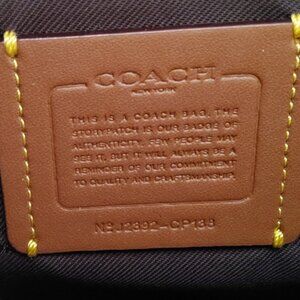 COACH
NEW YORK
THIS IS A COACH BAG. THE
STORYPATCH IS OUR BADGE OF
AUTHENTICITY. FEW PEOPLE MAY
SEE IT, BUT IT WILL ALWAYS BE A
REMINDER OF OUR COMMITMENT
TO QUALITY AND CRAFTSMANSHIP.
Nº J2392-CP138